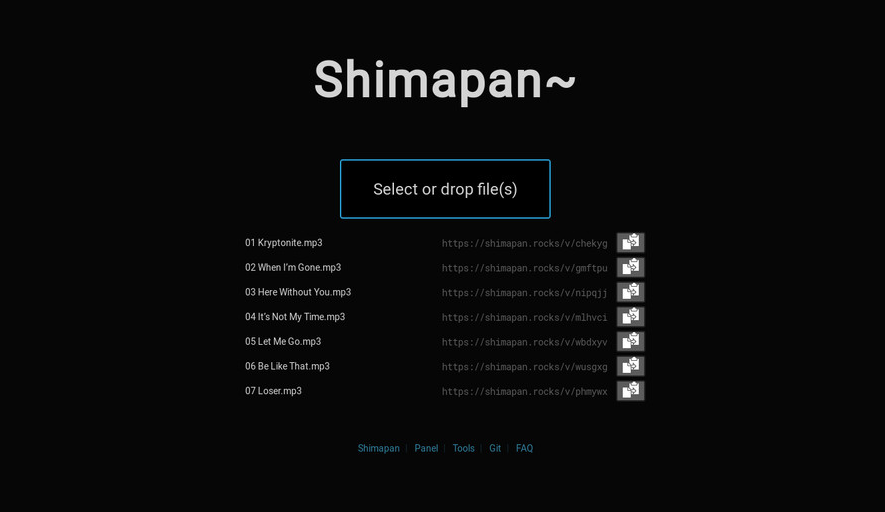 Shimapan~
Select or drop file(s)
01 Kryptonite.mp3 https://shimapan.rocks/v/chekyg
02 When I'm Gone.mp3 https://shimapan.rocks/v/gmftpu
03 Here Without You.mp3 https://shimapan.rocks/v/nipqjj
04 It's Not My Time.mp3 https://shimapan.rocks/v/mlhvci
05 Let Me Go.mp3 https://shimapan.rocks/v/wbdxyv
06 Be Like That.mp3 https://shimapan.rocks/v/wusgxg
07 Loser.mp3 https://shimapan.rocks/v/phmywx
Shimapan | Panel | Tools | Git | FAQ